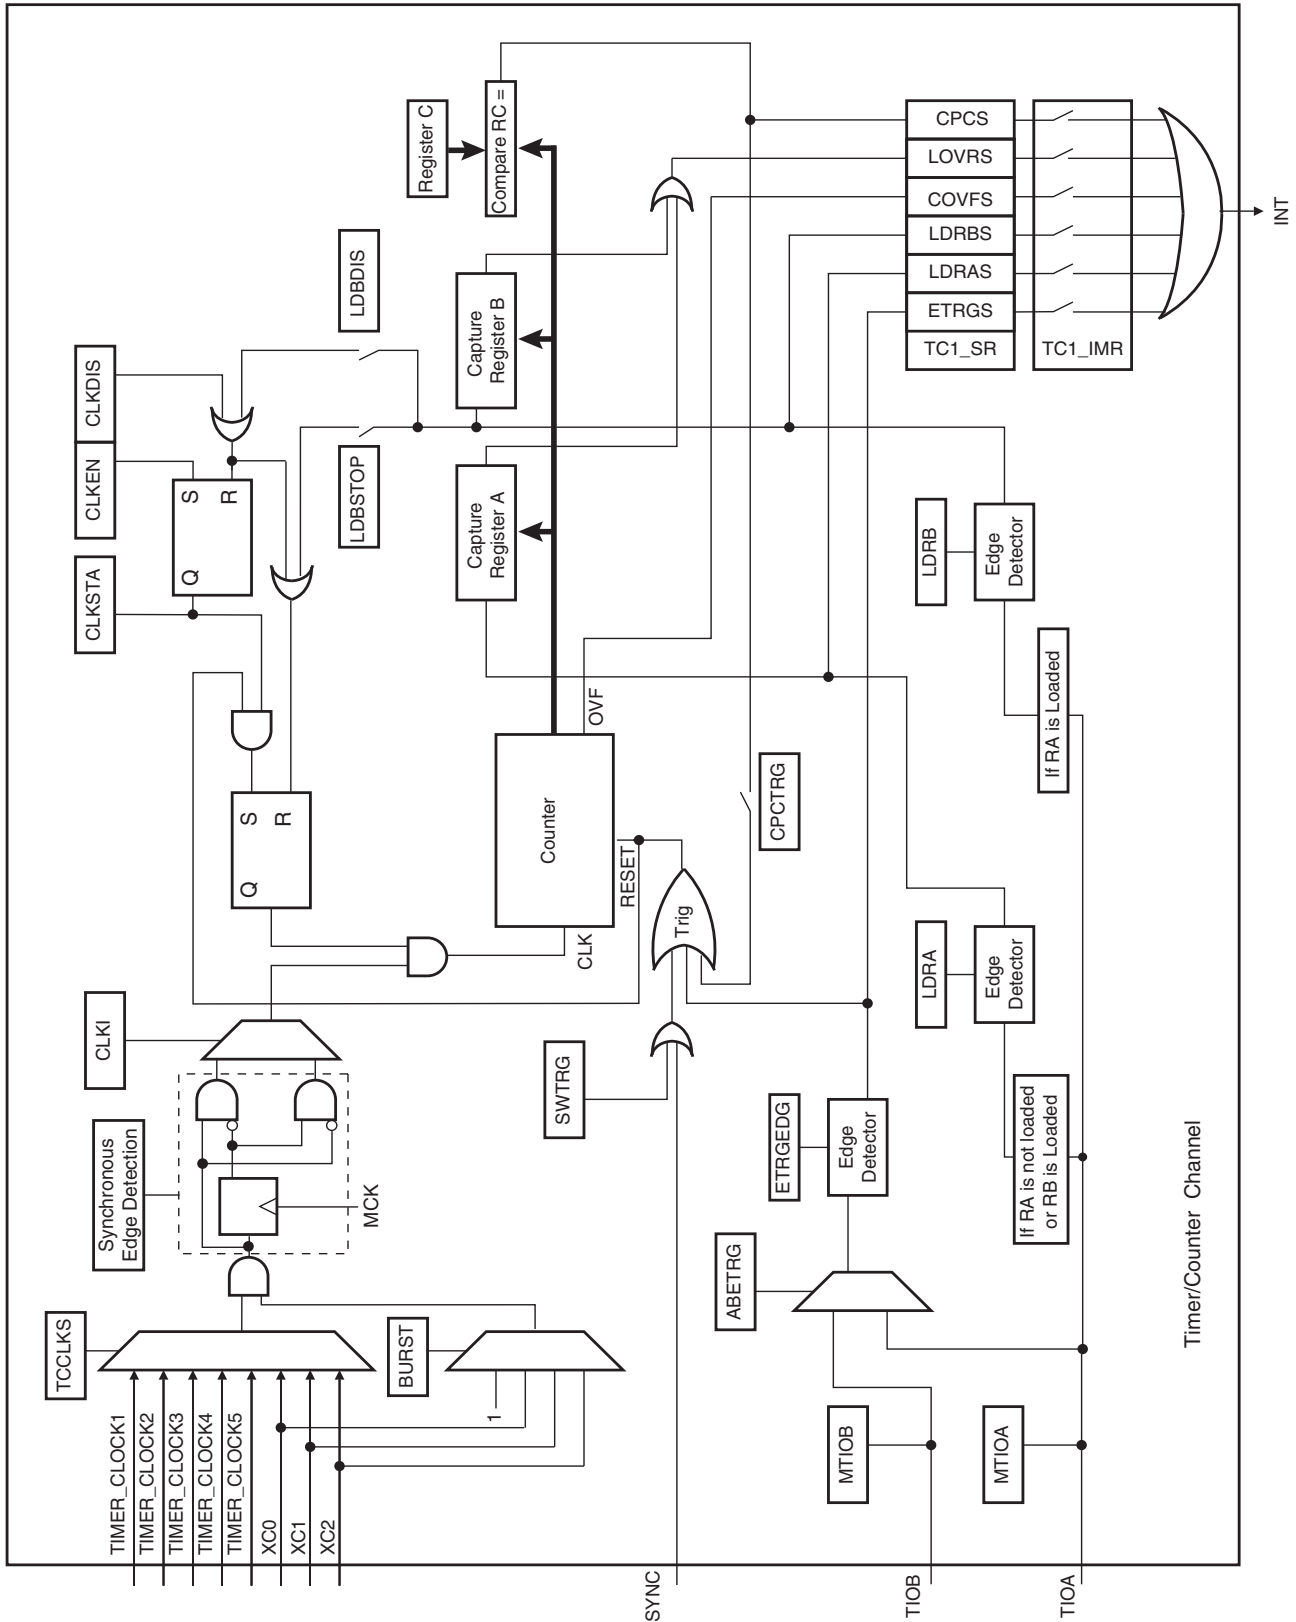 TCCLKS
TIMER_CLOCK1
TIMER_CLOCK2
TIMER_CLOCK3
TIMER_CLOCK4
TIMER_CLOCK5
XC0
XC1
XC2
BURST
1
Synchronous
Edge Detection
MCK
CLKI
CLKSTA
CLKEN
CLKDIS
Q
S
R
Q
S
R
LDBSTOP
LDBDIS
Register C
Capture
Register A
Capture
Register B
Compare RC =
SWTRG
CLK
Counter
OVF
RESET
Trig
CPCTRG
SYNC
ABETRG
ETRGEDG
Edge
Detector
MTIOB
TIOB
MTIOA
TIOA
LDRA
Edge
Detector
If RA is not loaded
or RB is Loaded
LDRB
Edge
Detector
If RA is Loaded
CPCS
LOVRS
COVFS
LDRBS
LDRAS
ETRGS
TC1_SR
TC1_IMR
INT
Timer/Counter Channel